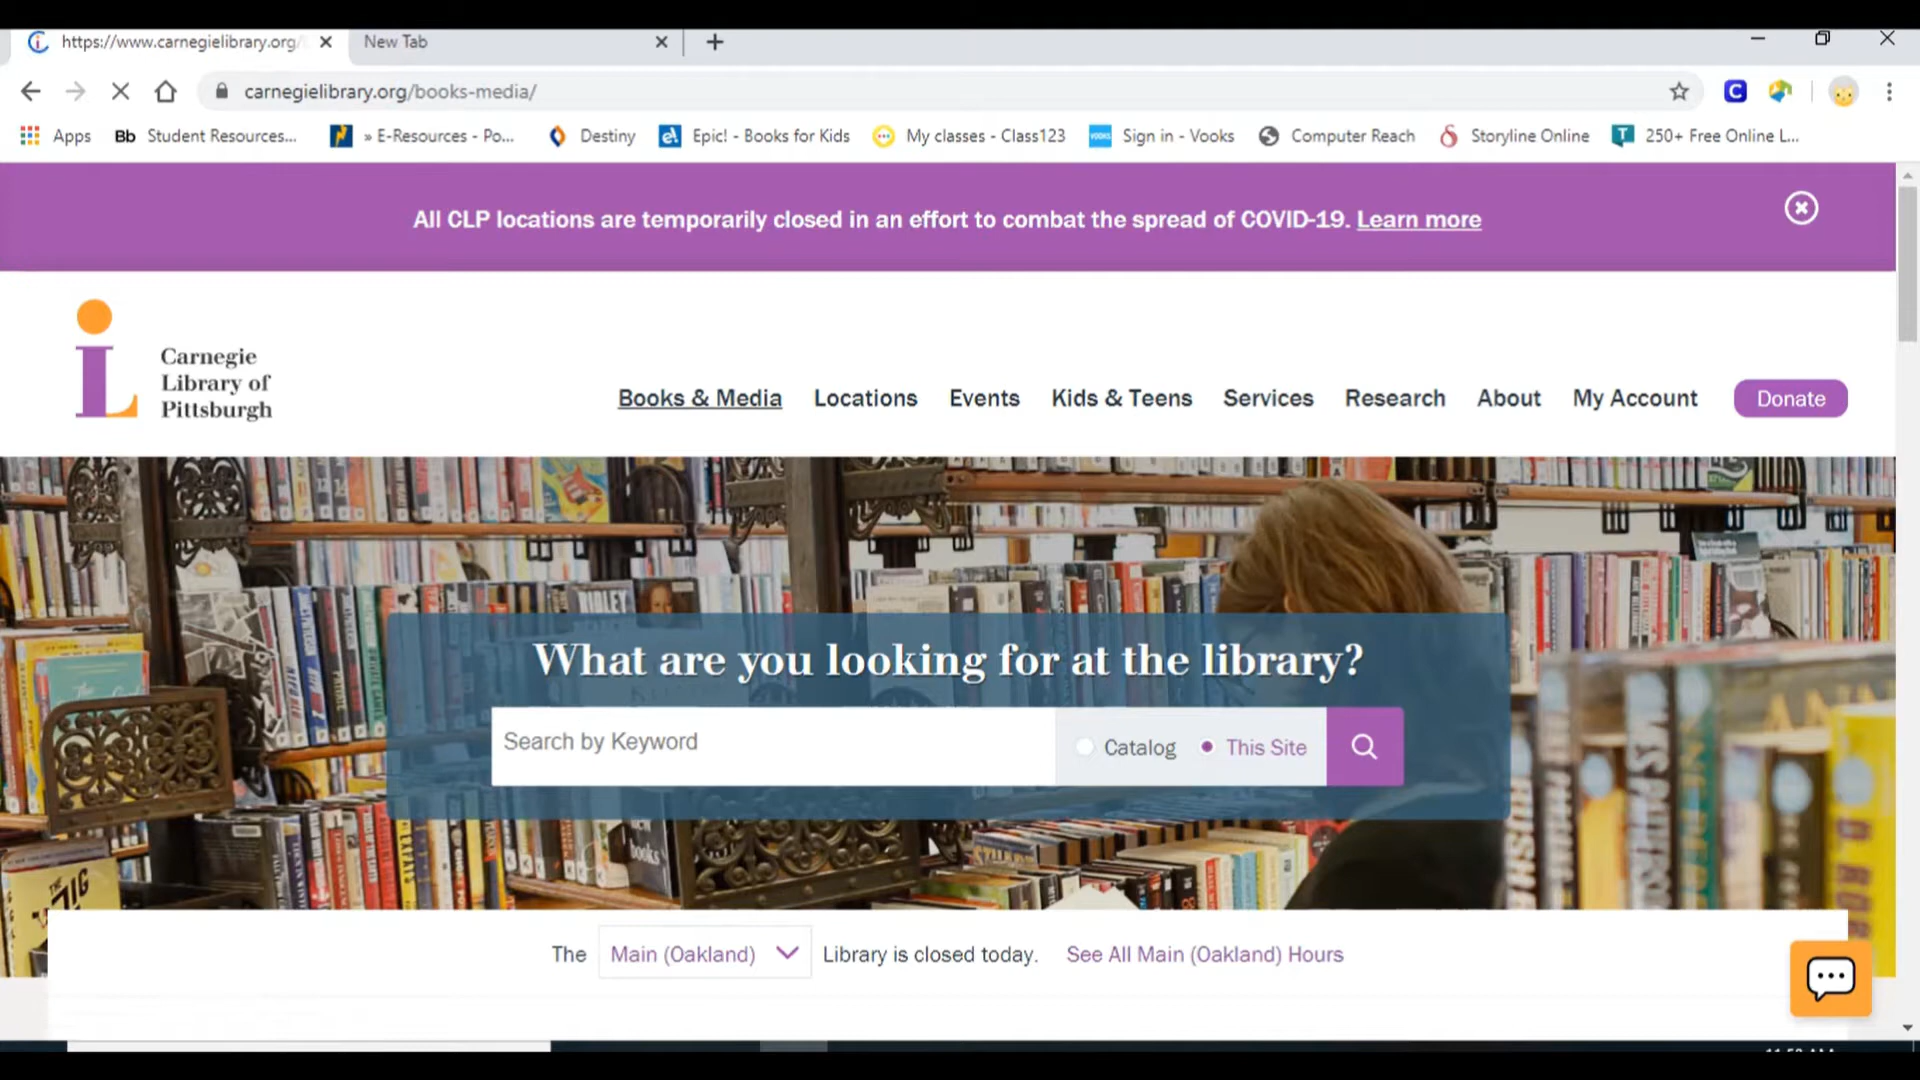 https://www.carnegielibrary.org/
New Tab
carnegielibrary.org/books-media/
Apps
Bb Student Resources...
» E-Resources - Po...
Destiny
Epic! - Books for Kids
My classes - Class123
VOOKS Sign in - Vooks
Computer Reach
Storyline Online
T 250+ Free Online L...
All CLP locations are temporarily closed in an effort to combat the spread of COVID-19. Learn more
Carnegie
Library of
Pittsburgh
Books & Media
Locations
Events
Kids & Teens
Services
Research
About
My Account
Donate
What are you looking for at the library?
Search by Keyword
Catalog
This Site
The Main (Oakland) Library is closed today. See All Main (Oakland) Hours
books
THE
ZIG